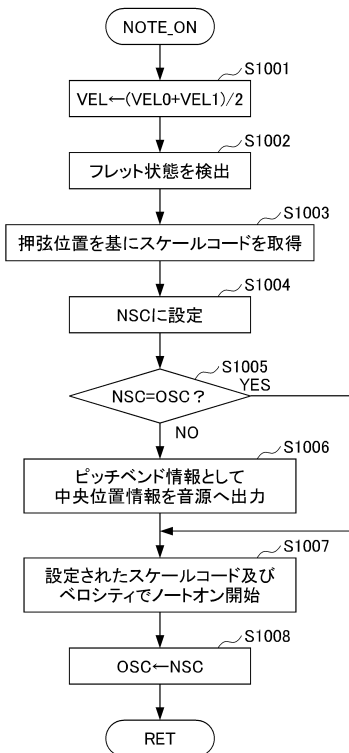 NOTE_ON
S1001
VEL←(VEL0+VEL1)/2
S1002
フレット状態を検出
S1003
押弦位置を基にスケールコードを取得
S1004
NSCに設定
S1005
NSC=OSC？
YES
NO
S1006
ピッチベンド情報として
中央位置情報を音源へ出力
S1007
設定されたスケールコード及び
ベロシティでノートオン開始
S1008
OSC←NSC
RET